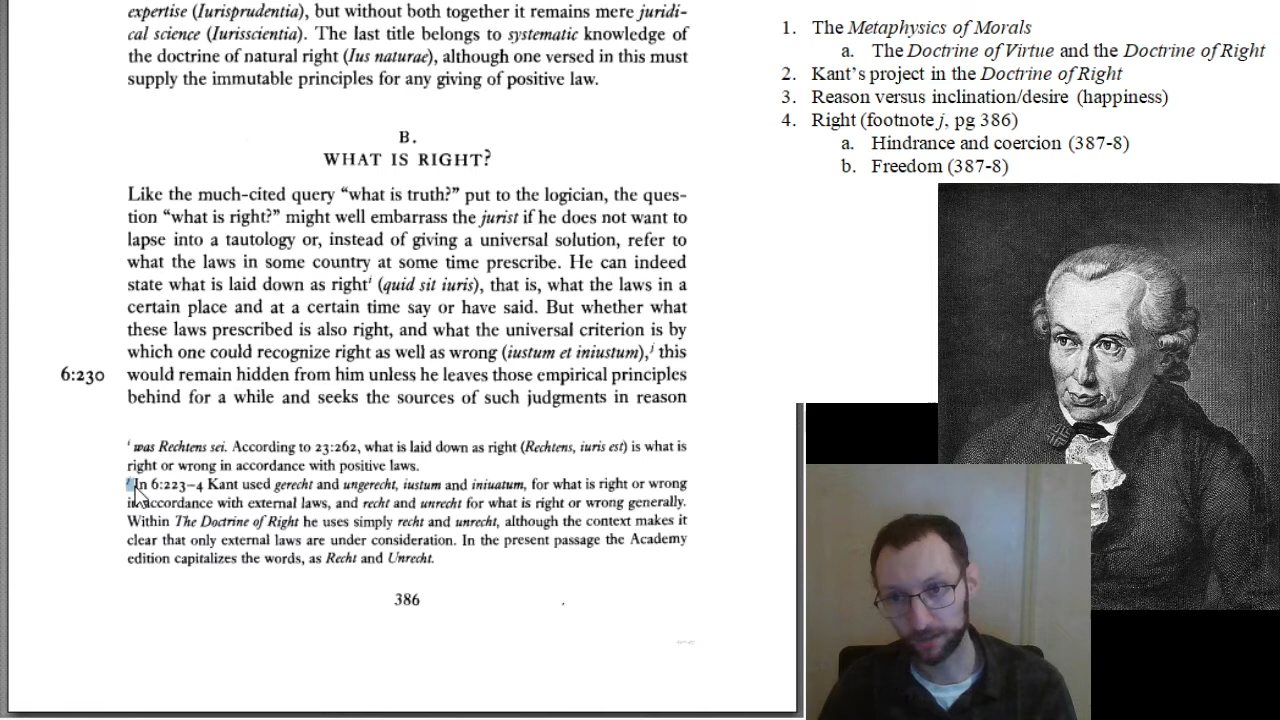 expertise (Iurisprudentia), but without both together it remains mere juridi-
cal science (Iurisscientia). The last title belongs to systematic knowledge of
the doctrine of natural right (Ius naturae), although one versed in this must
supply the immutable principles for any giving of positive law.
B.
WHAT IS RIGHT?
Like the much-cited query “what is truth?” put to the logician, the ques-
tion “what is right?” might well embarrass the jurist if he does not want to
lapse into a tautology or, instead of giving a universal solution, refer to
what the laws in some country at some time prescribe. He can indeed
state what is laid down as right i (quid sit iuris), that is, what the laws in a
certain place and at a certain time say or have said. But whether what
these laws prescribed is also right, and what the universal criterion is by
which one could recognize right as well as wrong (iustum et iniustum), j this
6:230 would remain hidden from him unless he leaves those empirical principles
behind for a while and seeks the sources of such judgments in reason
i was Rechtens sei. According to 23:262, what is laid down as right (Rechtens, iuris est) is what is
right or wrong in accordance with positive laws.
j In 6:223–4 Kant used gerecht and ungerecht, iustum and iniuatum, for what is right or wrong
in accordance with external laws, and recht and unrecht for what is right or wrong generally.
Within The Doctrine of Right he uses simply recht and unrecht, although the context makes it
clear that only external laws are under consideration. In the present passage the Academy
edition capitalizes the words, as Recht and Unrecht.
386
1. The Metaphysics of Morals
a. The Doctrine of Virtue and the Doctrine of Right
2. Kant’s project in the Doctrine of Right
3. Reason versus inclination/desire (happiness)
4. Right (footnote j, pg 386)
a. Hindrance and coercion (387-8)
b. Freedom (387-8)